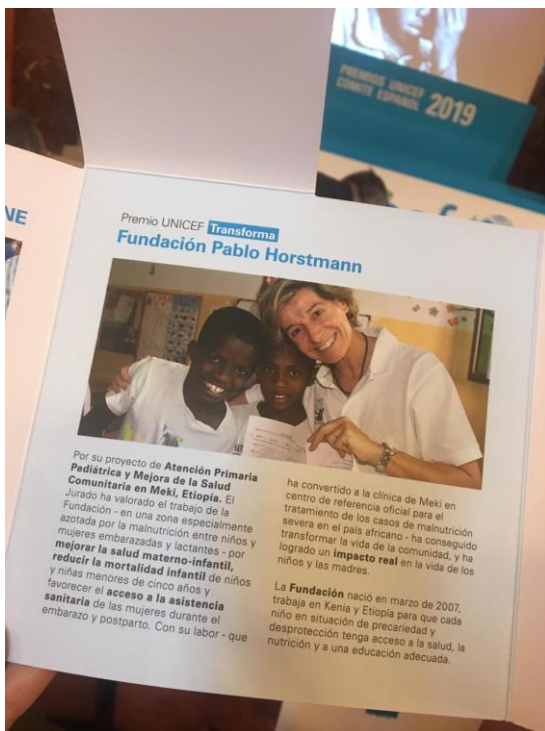 PREMIOS UNICEF
COMITÉ ESPAÑOL 2019
NE
Premio UNICEF Transforma
Fundación Pablo Horstmann
Por su proyecto de Atención Primaria
Pediátrica y Mejora de la Salud
Comunitaria en Meki, Etiopía. El
Jurado ha valorado el trabajo de la
Fundación - en una zona especialmente
azotada por la malnutrición entre niños y
mujeres embarazadas y lactantes - por
mejorar la salud materno-infantil,
reducir la mortalidad infantil de niños
y niñas menores de cinco años y
favorecer el acceso a la asistencia
sanitaria de las mujeres durante el
embarazo y postparto. Con su labor - que
ha convertido a la clínica de Meki en
centro de referencia oficial para el
tratamiento de los casos de malnutrición
severa en el país africano - ha conseguido
transformar la vida de la comunidad, y ha
logrado un impacto real en la vida de los
niños y las madres.
La Fundación nació en marzo de 2007,
trabaja en Kenia y Etiopía para que cada
niño en situación de precariedad y
desprotección tenga acceso a la salud, la
nutrición y a una educación adecuada.